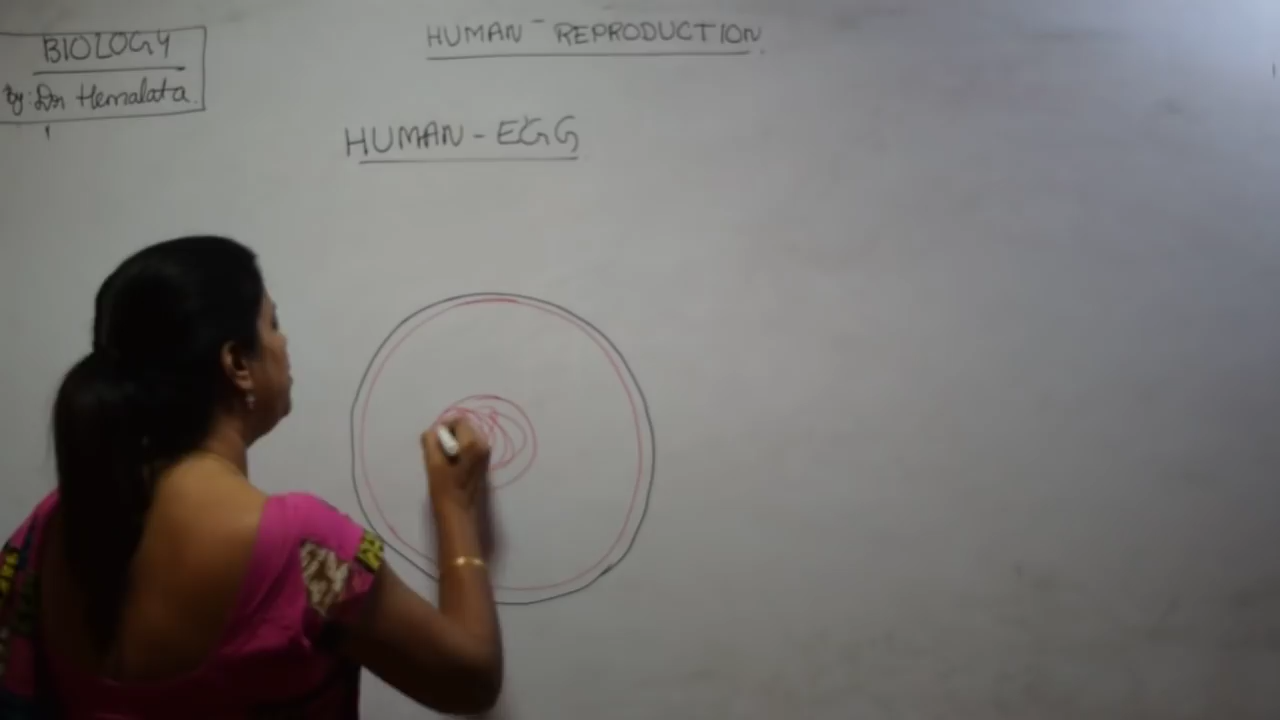 BIOLOGY
By: Dr Hemalata.
HUMAN - REPRODUCTION.
HUMAN - EGG